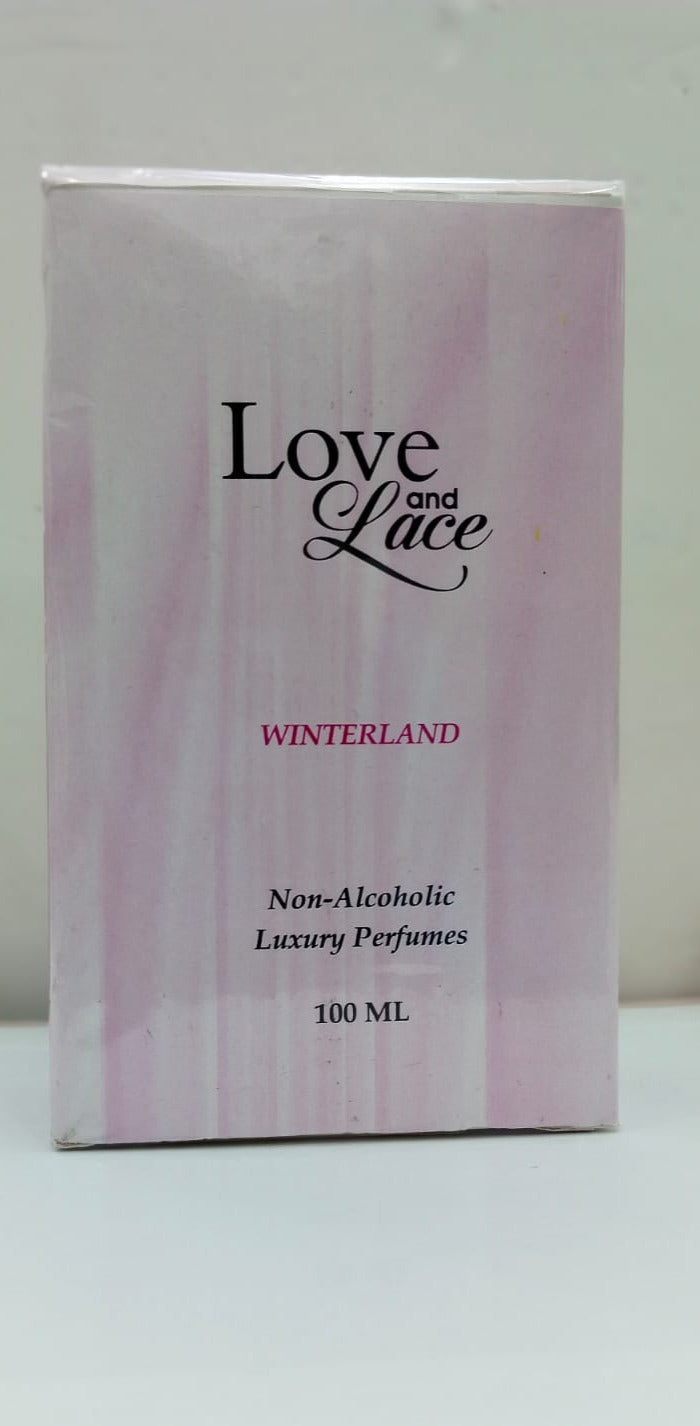 Love
and
Lace
WINTERLAND
Non-Alcoholic
Luxury Perfumes
100 ML